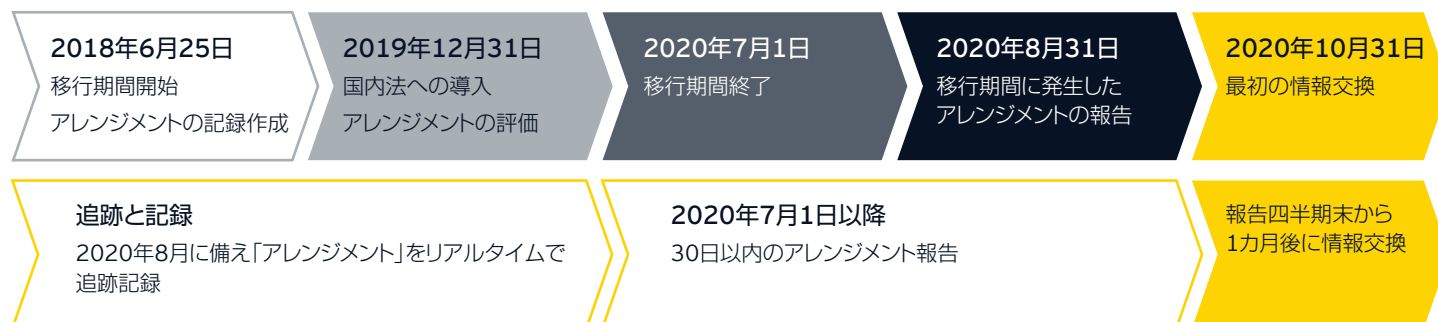 2018年6月25日
移行期間開始
アレンジメントの記録作成
2019年12月31日
国内法への導入
アレンジメントの評価
2020年7月1日
移行期間終了
2020年8月31日
移行期間に発生した
アレンジメントの報告
2020年10月31日
最初の情報交換
追跡と記録
2020年8月に備え「アレンジメント」をリアルタイムで
追跡記録
2020年7月1日以降
30日以内のアレンジメント報告
報告四半期末から
1カ月後に情報交換